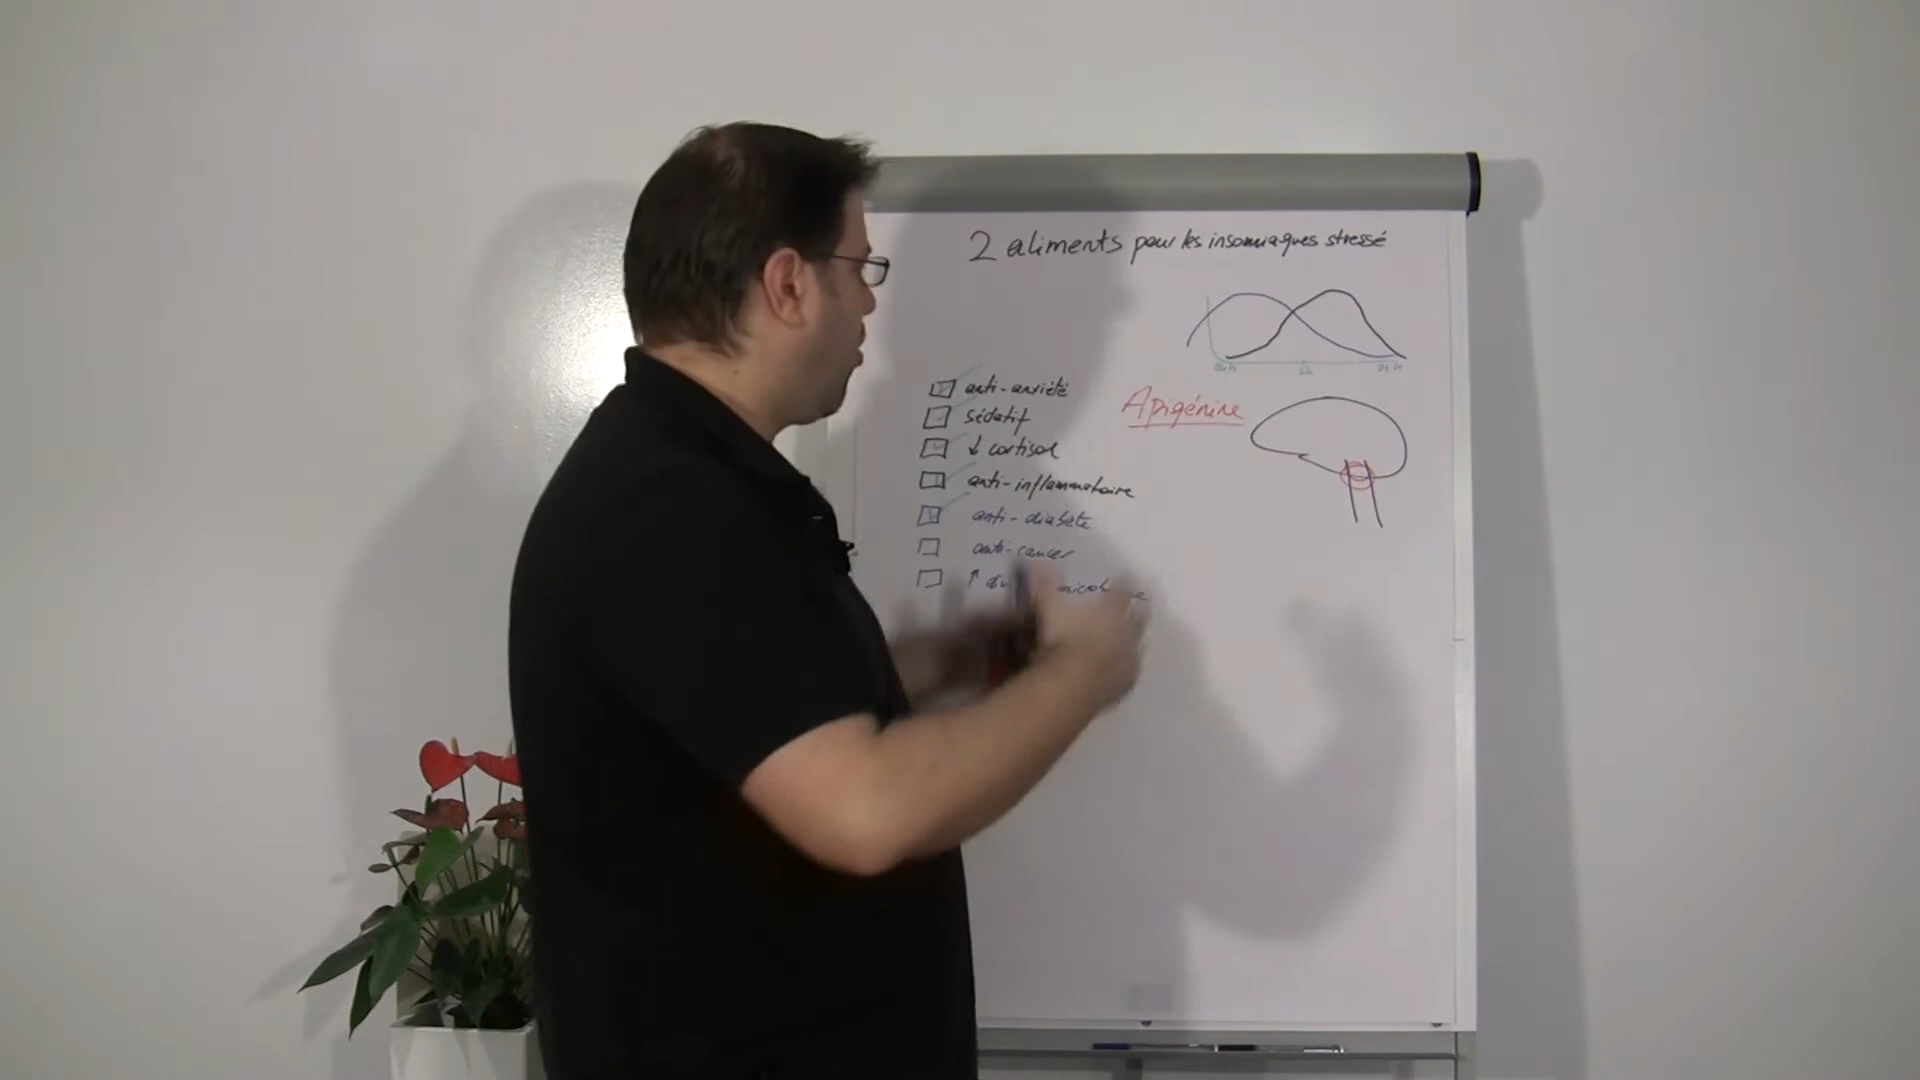 2 aliments pour les insomniaques stressé
anti-anxiété
sédatif
↓ cortisol
anti-inflammatoire
anti-diabète
anti-cancer
↑
Apigénine